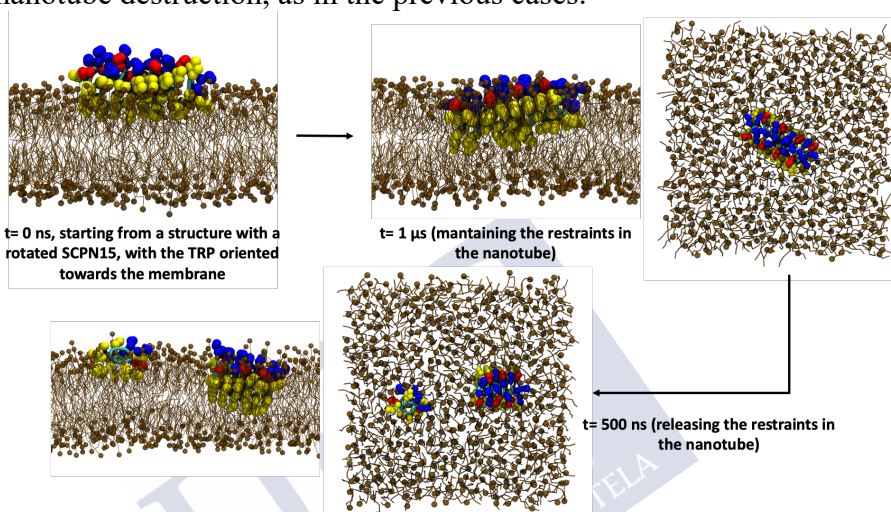 nanotube destruction, as in the previous cases.
t= 0 ns, starting from a structure with a
rotated SCPN15, with the TRP oriented
towards the membrane
t= 1 µs (mantaining the restraints in
the nanotube)
t= 500 ns (releasing the restraints in
the nanotube)
TELA